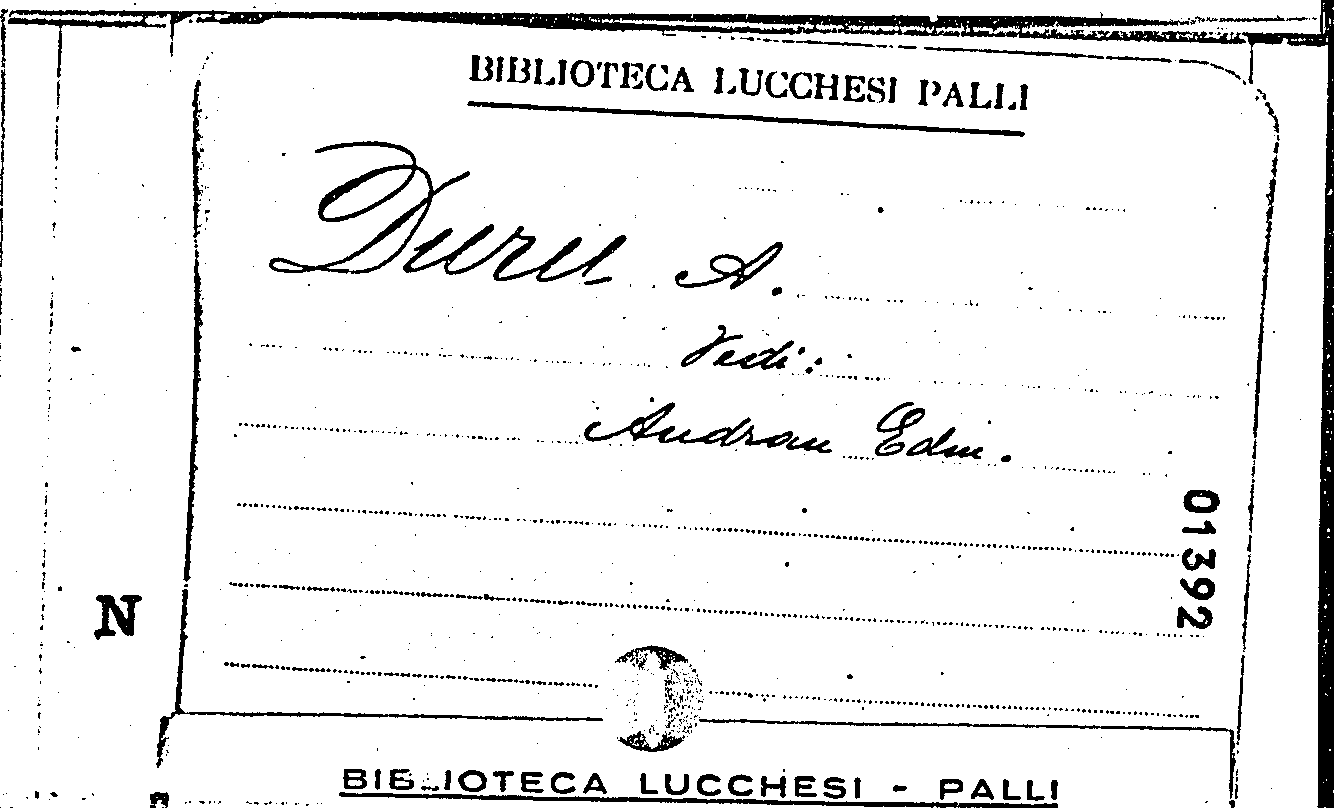 BIBLIOTECA LUCCHESI PALLI
Duru A.
Vedi:
Audran Edm.
01392
N
BIBLIOTECA LUCCHESI - PALLI